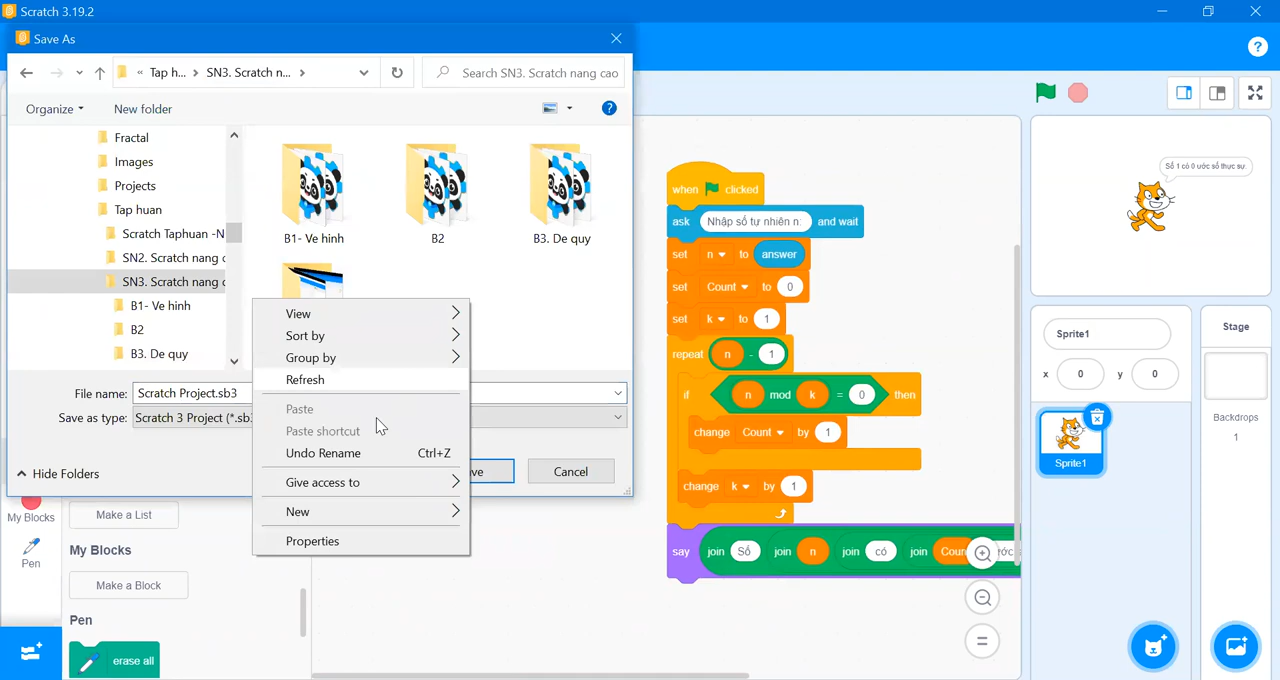 Scratch 3.19.2
Save As
« Tap h... > SN3. Scratch n... >
Search SN3. Scratch nang cao
Organize
New folder
Fractal
Images
Projects
Tap huan
Scratch Taphuan -N
SN2. Scratch nang c
SN3. Scratch nang c
B1- Ve hinh
B2
B3. De quy
B1- Ve hinh
B2
B3. De quy
File name: Scratch Project.sb3
Save as type: Scratch 3 Project (*.sb3
Hide Folders
ve
Cancel
View
Sort by
Group by
Refresh
Paste
Paste shortcut
Undo Rename Ctrl+Z
Give access to
New
Properties
My Blocks
Pen
Make a List
My Blocks
Make a Block
Pen
erase all
when clicked
ask Nhập số tự nhiên n: and wait
set n to answer
set Count to 0
set k to 1
repeat n - 1
if n mod k = 0 then
change Count by 1
change k by 1
say join Số join n join có join Coun
Số 1 có 0 ước số thực sự.
Sprite1
x 0 y 0
Sprite1
Stage
Backdrops
1